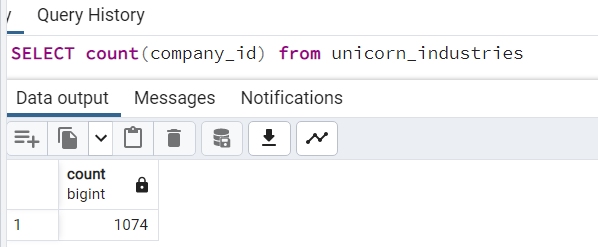 Query History
SELECT count(company_id) from unicorn_industries
Data output Messages Notifications
count
bigint
1 1074